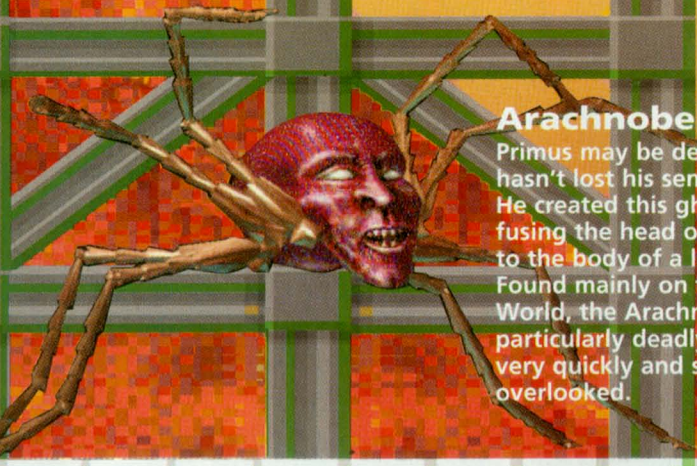 Arachnobe
Primus may be de
hasn't lost his sen
He created this gh
fusing the head o
to the body of a l
Found mainly on
World, the Arachn
particularly deadly
very quickly and s
overlooked.